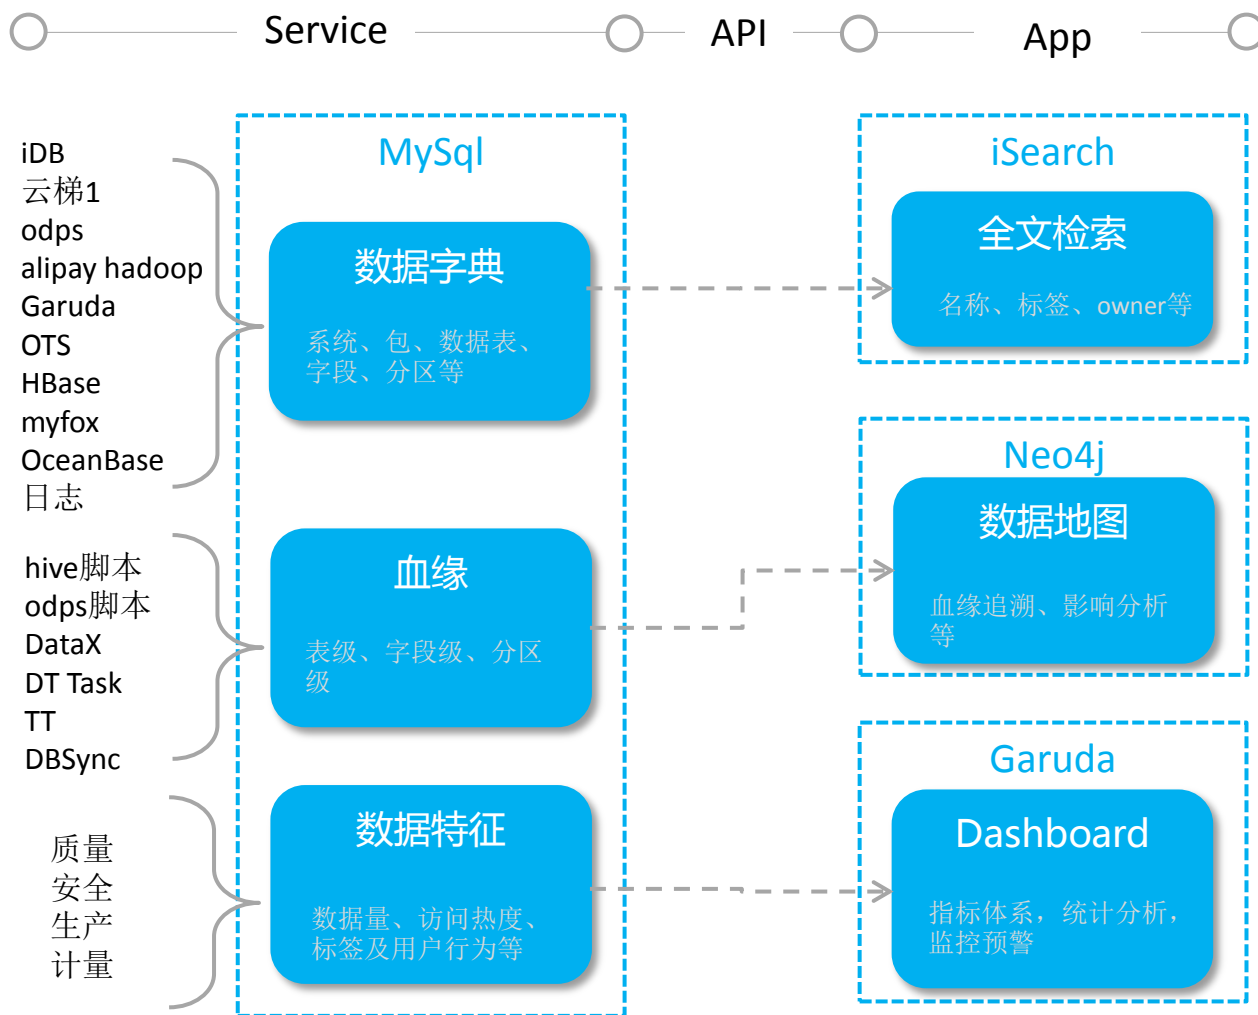 Service
API
App
iDB
云梯1
odps
alipay hadoop
Garuda
OTS
HBase
myfox
OceanBase
日志
hive脚本
odps脚本
DataX
DT Task
TT
DBSync
质量
安全
生产
计量
MySql
数据字典
系统、包、数据表、
字段、分区等
血缘
表级、字段级、分区
级
数据特征
数据量、访问热度、
标签及用户行为等
iSearch
全文检索
名称、标签、owner等
Neo4j
数据地图
血缘追溯、影响分析
等
Garuda
Dashboard
指标体系，统计分析，
监控预警